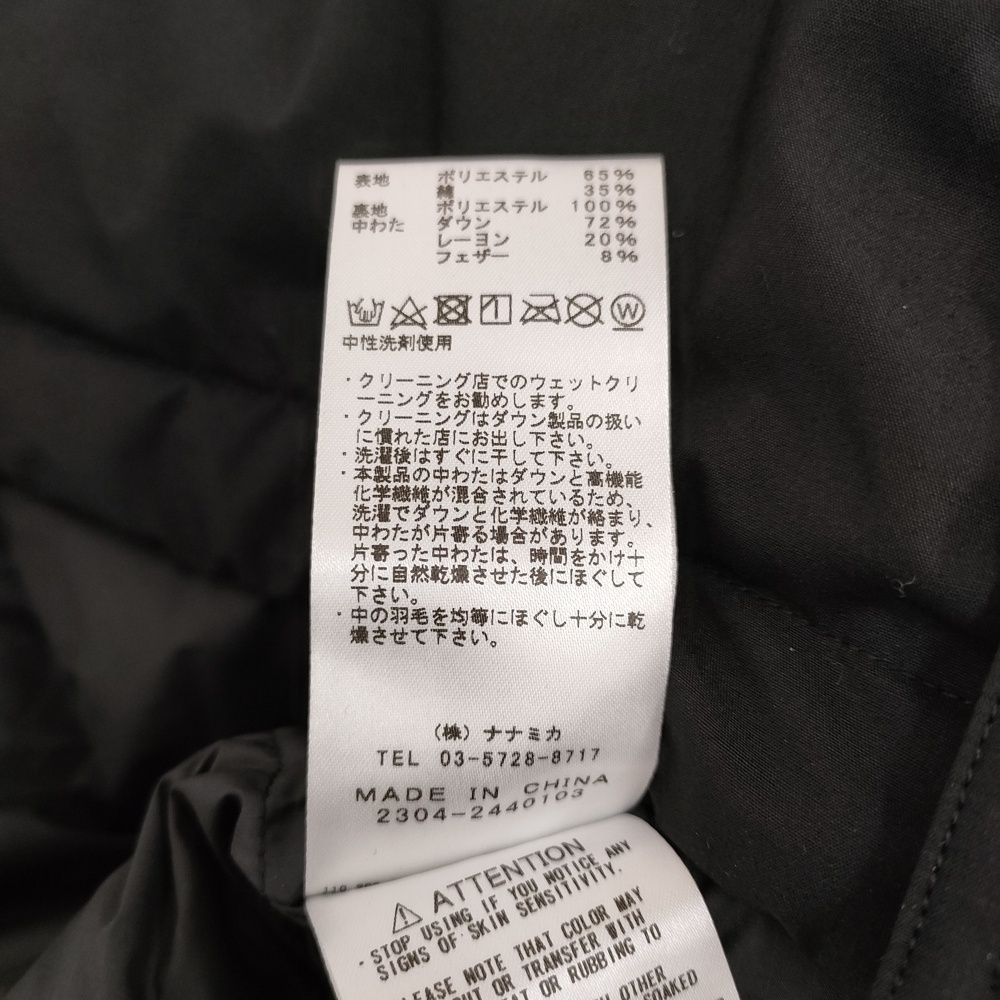 表地 ポリエステル 65%
綿 35%
裏地 ポリエステル 100%
中わた ダウン 72%
レーヨン 20%
フェザー 8%
W
中性洗剤使用
・クリーニング店でのウェットクリ
ーニングをお勧めします。
・クリーニングはダウン製品の扱い
に慣れた店にお出し下さい。
・洗濯後はすぐに干して下さい。
・本製品の中わたはダウンと高機能
化学繊維が混合されているため、
洗濯でダウンと化学繊維が絡まり、
中わたが片寄る場合があります。
片寄った中わたは、時間をかけ十
分に自然乾燥させた後にほぐして
下さい。
・中の羽毛を均等にほぐし十分に乾
燥させて下さい。
(株) ナナミカ
TEL 03-5728-8717
MADE IN CHINA
2304-2440103
ATTENTION
・STOP USING IF YOU NOTICE ANY
SIGNS OF SKIN SENSITIVITY.
PLEASE NOTE THAT COLOR MAY
OUT OR TRANSFER WITH
OR RUBBING TO
OTHER
SOAKED